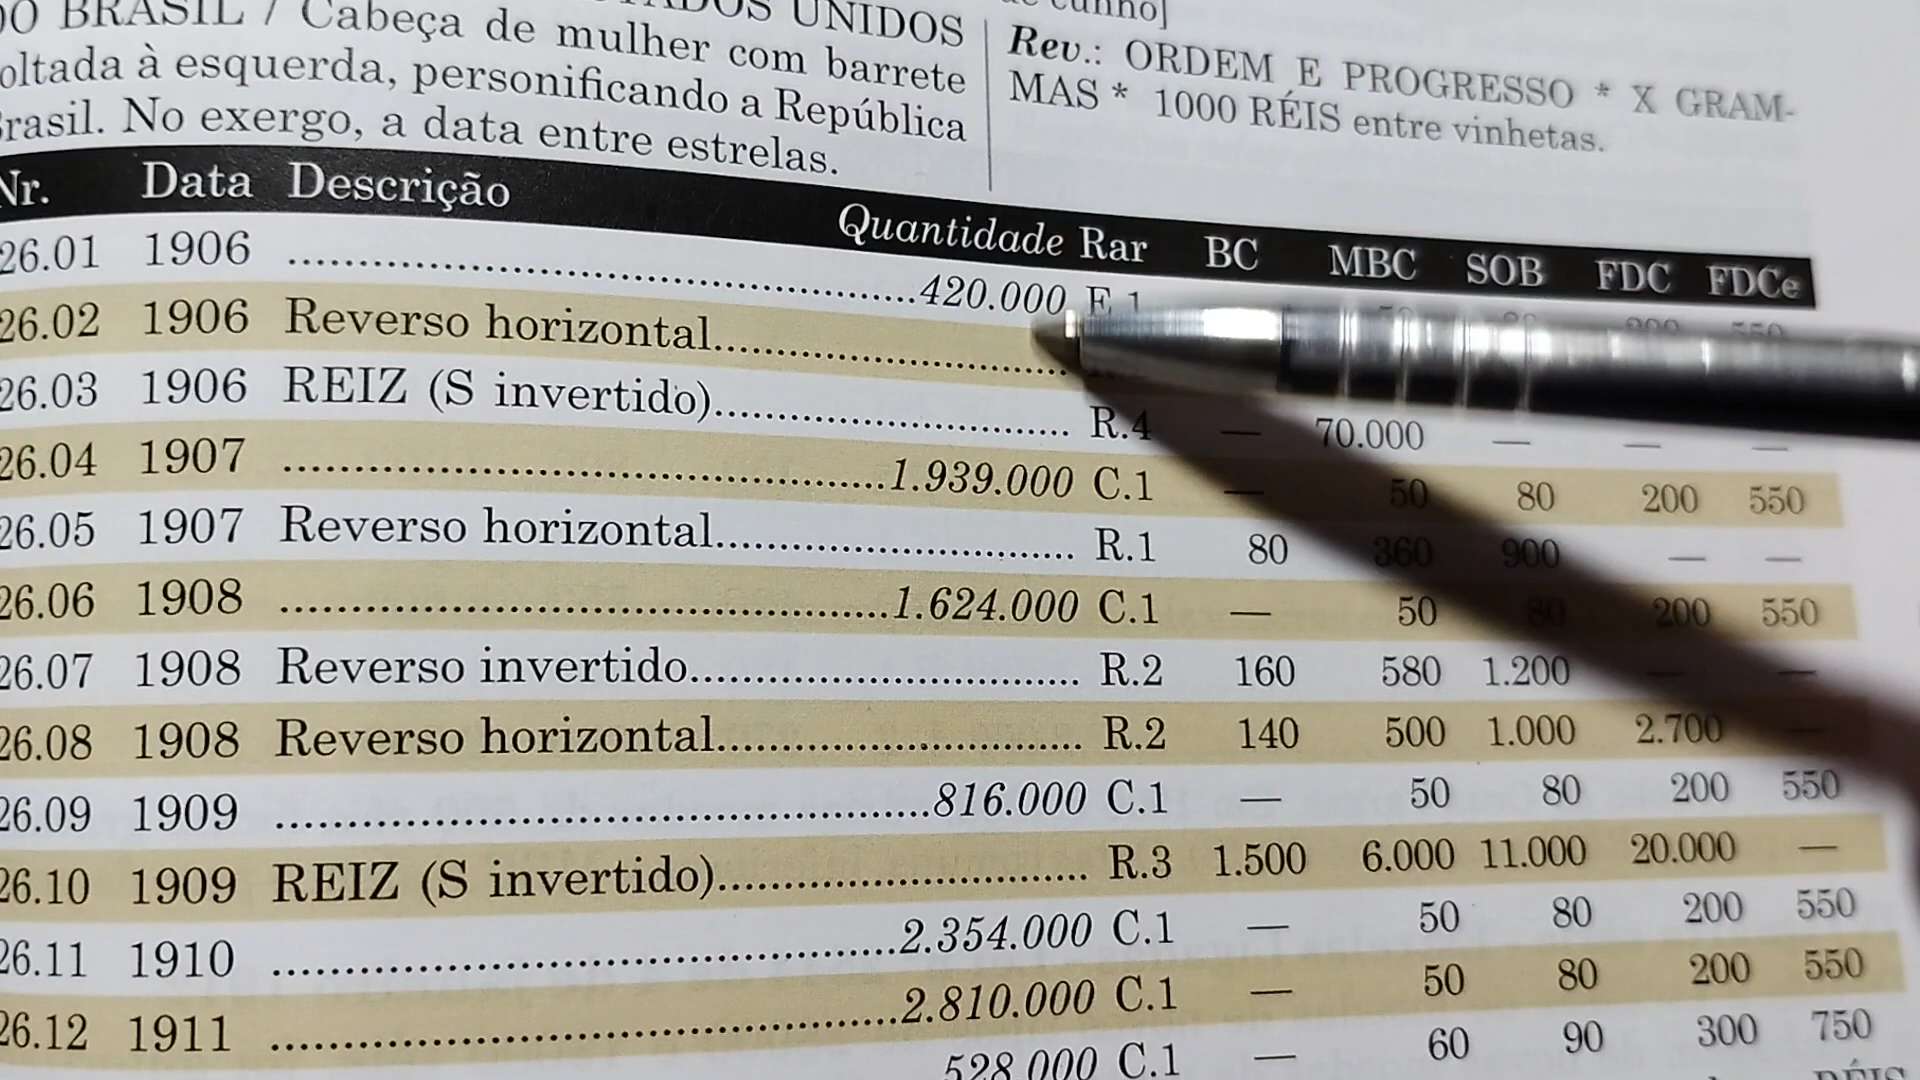 DO BRASIL / Cabeça de mulher com barrete
UNIDOS
oltada à esquerda, personificando a República
rasil. No exergo, a data entre estrelas.
Rev.: ORDEM E PROGRESSO * X GRAM-
MAS * 1000 RÉIS entre vinhetas.
Nr. Data Descrição Quantidade Rar BC MBC SOB FDC FDCe
26.01 1906 ........ 420.000
26.02 1906 Reverso horizontal........
26.03 1906 REIZ (S invertido)........ R.4 — 70.000 — — —
26.04 1907 ........ 1.939.000 C.1 — 50 80 200 550
26.05 1907 Reverso horizontal........ R.1 80 360 900 — —
26.06 1908 ........ 1.624.000 C.1 — 50 80 200 550
26.07 1908 Reverso invertido........ R.2 160 580 1.200 — —
26.08 1908 Reverso horizontal........ R.2 140 500 1.000 2.700 —
26.09 1909 ........ 816.000 C.1 — 50 80 200 550
26.10 1909 REIZ (S invertido)........ R.3 1.500 6.000 11.000 20.000 —
26.11 1910 ........ 2.354.000 C.1 — 50 80 200 550
26.12 1911 ........ 2.810.000 C.1 — 50 80 200 550
528.000 C.1 — 60 90 300 750